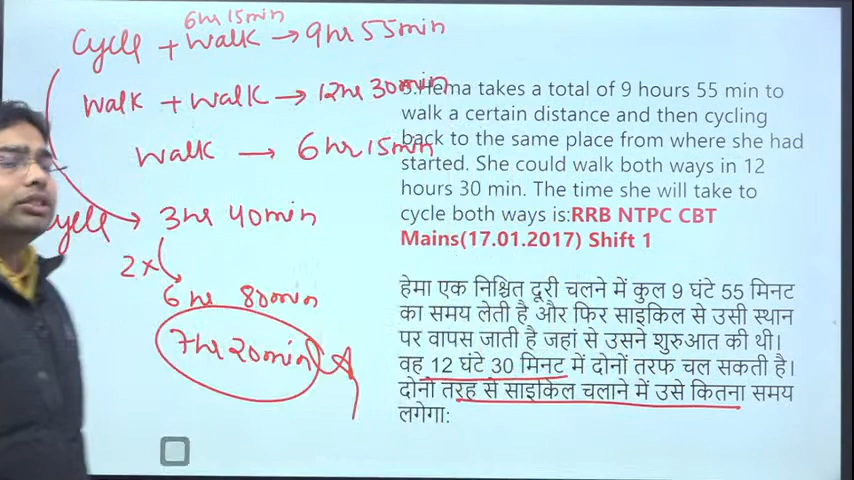 6hr 15min
Cycle + walk → 9hr 55min
walk + walk → 12hr 30min
walk → 6hr 15min
Cycle → 3hr 40min
2x
6hr 80min
7hr 20min A
5.Hema takes a total of 9 hours 55 min to
walk a certain distance and then cycling
back to the same place from where she had
started. She could walk both ways in 12
hours 30 min. The time she will take to
cycle both ways is:RRB NTPC CBT
Mains(17.01.2017) Shift 1
हेमा एक निश्चित दूरी चलने में कुल 9 घंटे 55 मिनट
का समय लेती है और फिर साइकिल से उसी स्थान
पर वापस जाती है जहां से उसने शुरुआत की थी।
वह 12 घंटे 30 मिनट में दोनों तरफ चल सकती है।
दोनों तरह से साइकिल चलाने में उसे कितना समय
लगेगा: